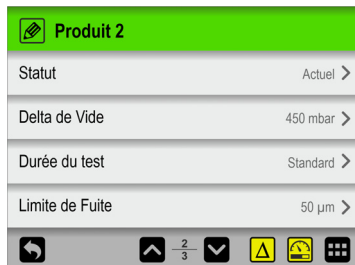 Produit 2
Statut Actuel
Delta de Vide 450 mbar
Durée du test Standard
Limite de Fuite 50 µm
2
3
Δ